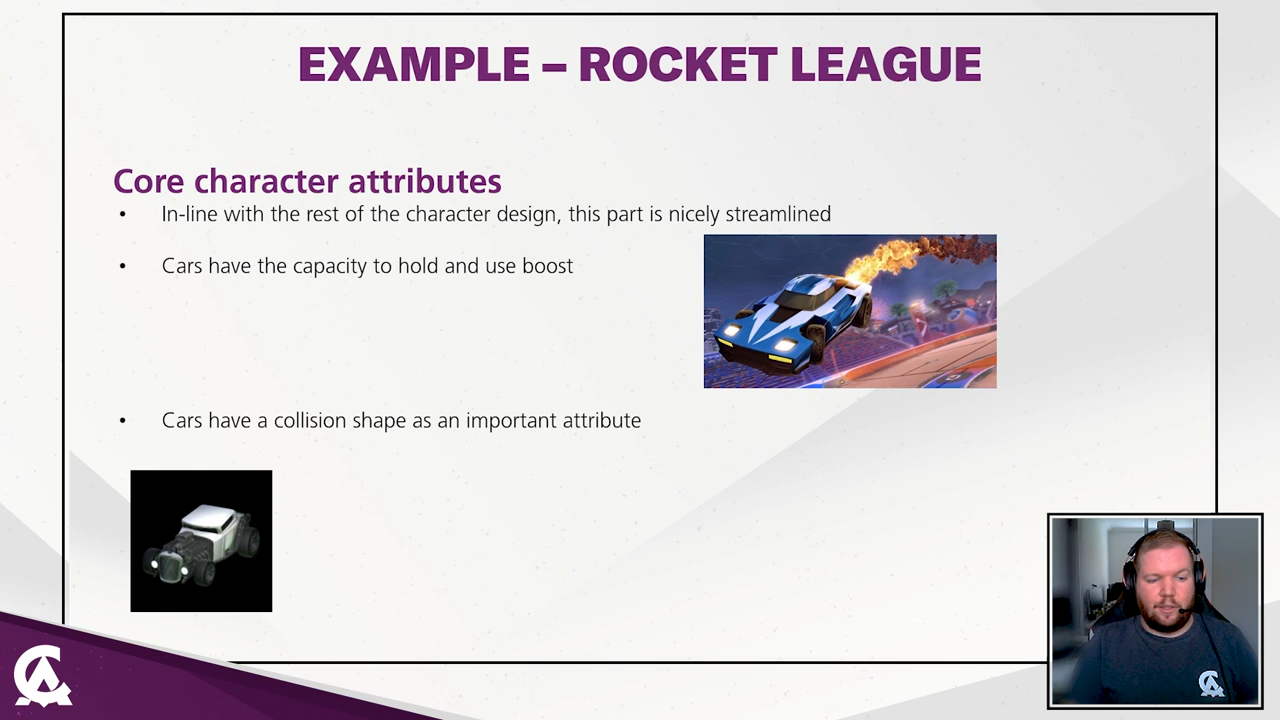 EXAMPLE – ROCKET LEAGUE
Core character attributes
• In-line with the rest of the character design, this part is nicely streamlined
• Cars have the capacity to hold and use boost
• Cars have a collision shape as an important attribute